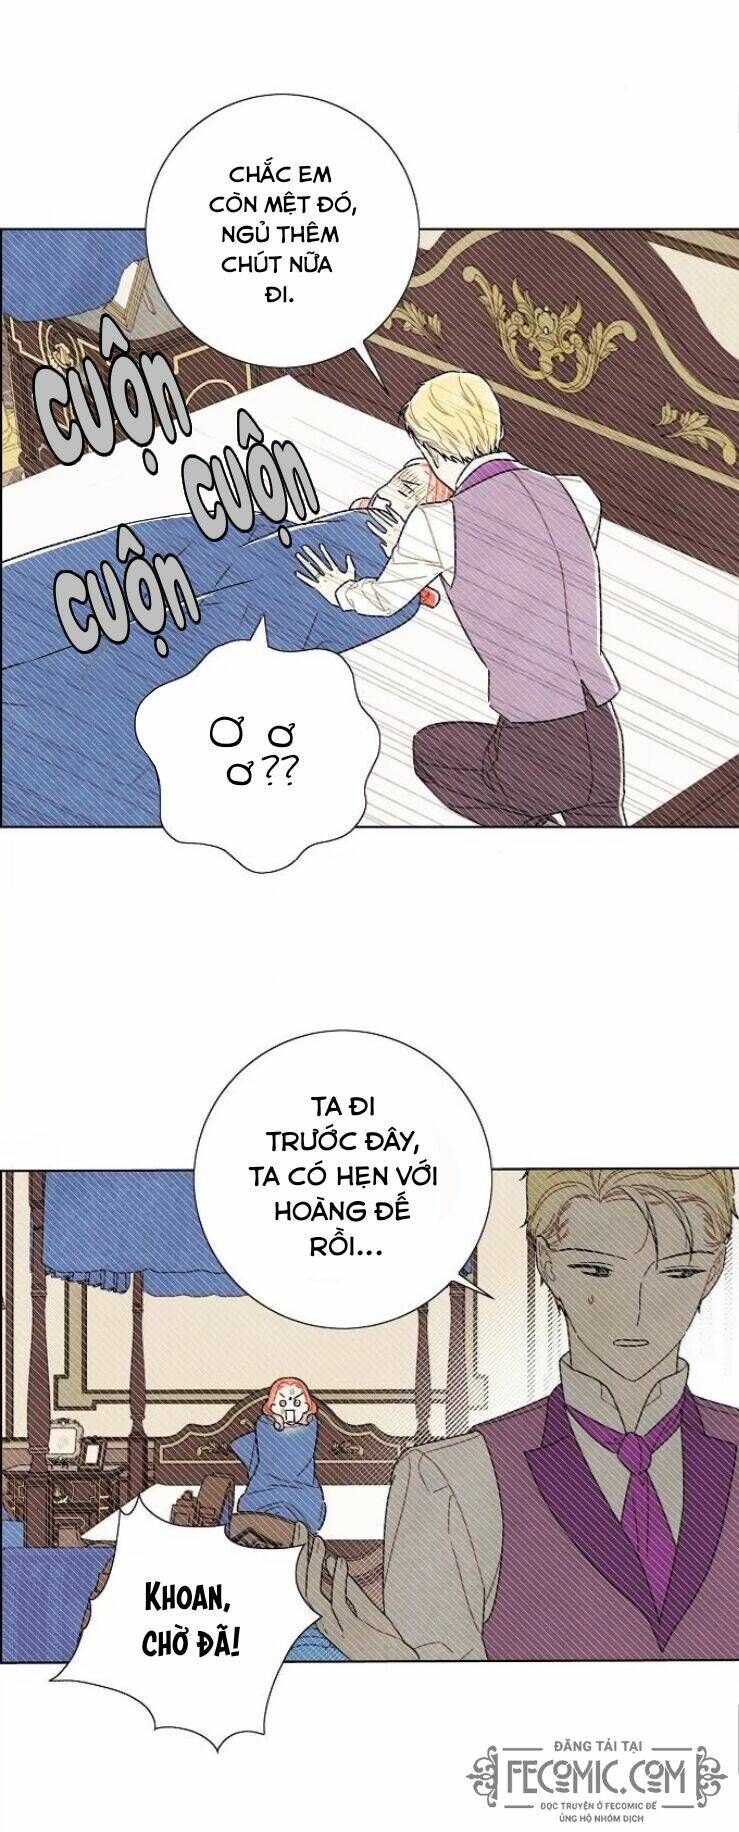 CHẮC EM
CÒN MỆT ĐÓ,
NGỦ THÊM
CHÚT NỮA
ĐI.
CUỘN
CUỘN
CUỘN
Ơ Ơ
Ơ??
TA ĐI
TRƯỚC ĐÂY,
TA CÓ HẸN VỚI
HOÀNG ĐẾ
RỒI...
KHOAN,
CHỜ ĐÃ!
ĐĂNG TẢI TẠI
FECOMIC.COM
ĐỌC TRUYỆN Ở FECOMIC ĐỂ
ỦNG HỘ NHÓM DỊCH